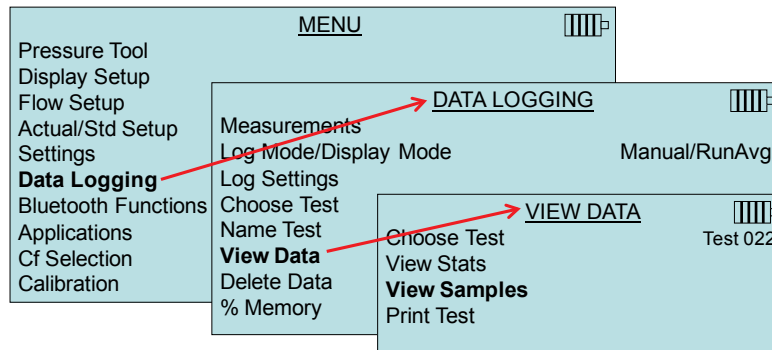 MENU
Pressure Tool
Display Setup
Flow Setup
Actual/Std Setup
Settings
Data Logging
Bluetooth Functions
Applications
Cf Selection
Calibration
DATA LOGGING
Measurements
Log Mode/Display Mode Manual/RunAvg
Log Settings
Choose Test
Name Test
View Data
Delete Data
% Memory
VIEW DATA
Choose Test Test 022
View Stats
View Samples
Print Test